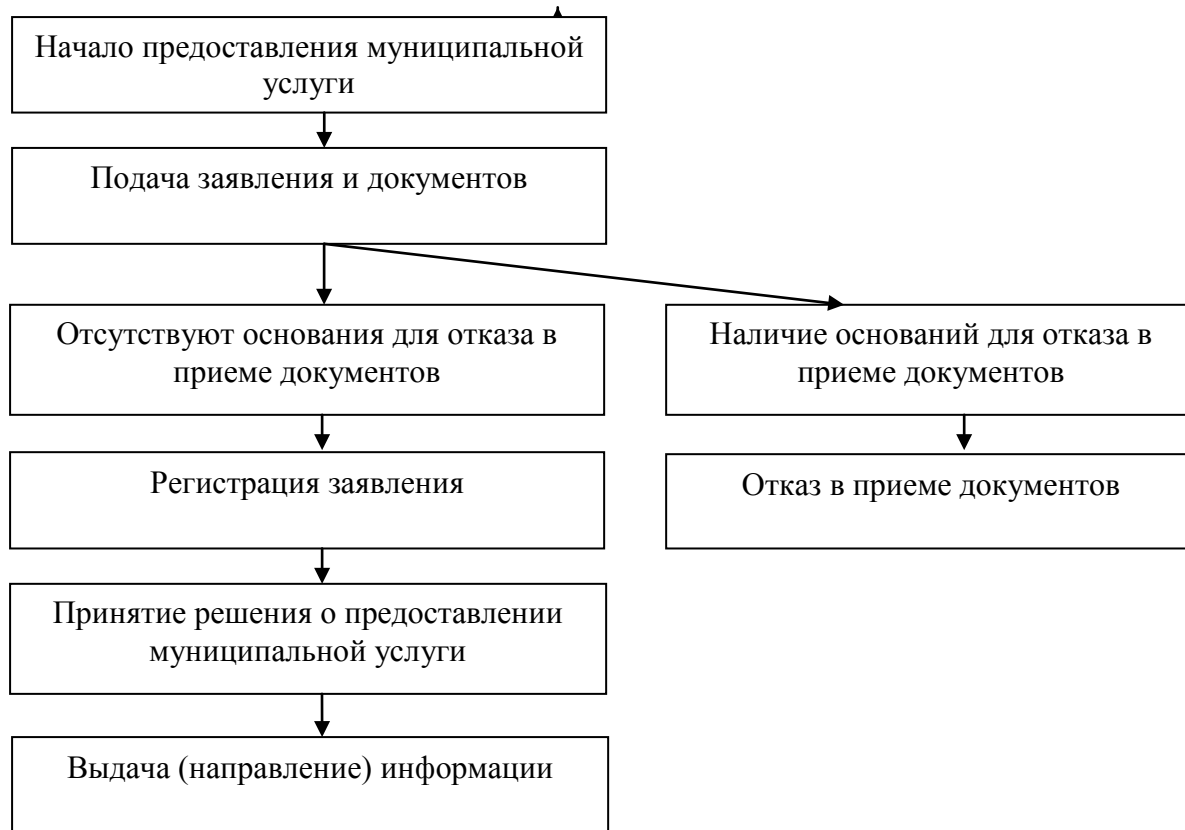 Начало предоставления муниципальной
услуги
Подача заявления и документов
Отсутствуют основания для отказа в
приеме документов
Наличие оснований для отказа в
приеме документов
Регистрация заявления
Отказ в приеме документов
Принятие решения о предоставлении
муниципальной услуги
Выдача (направление) информации